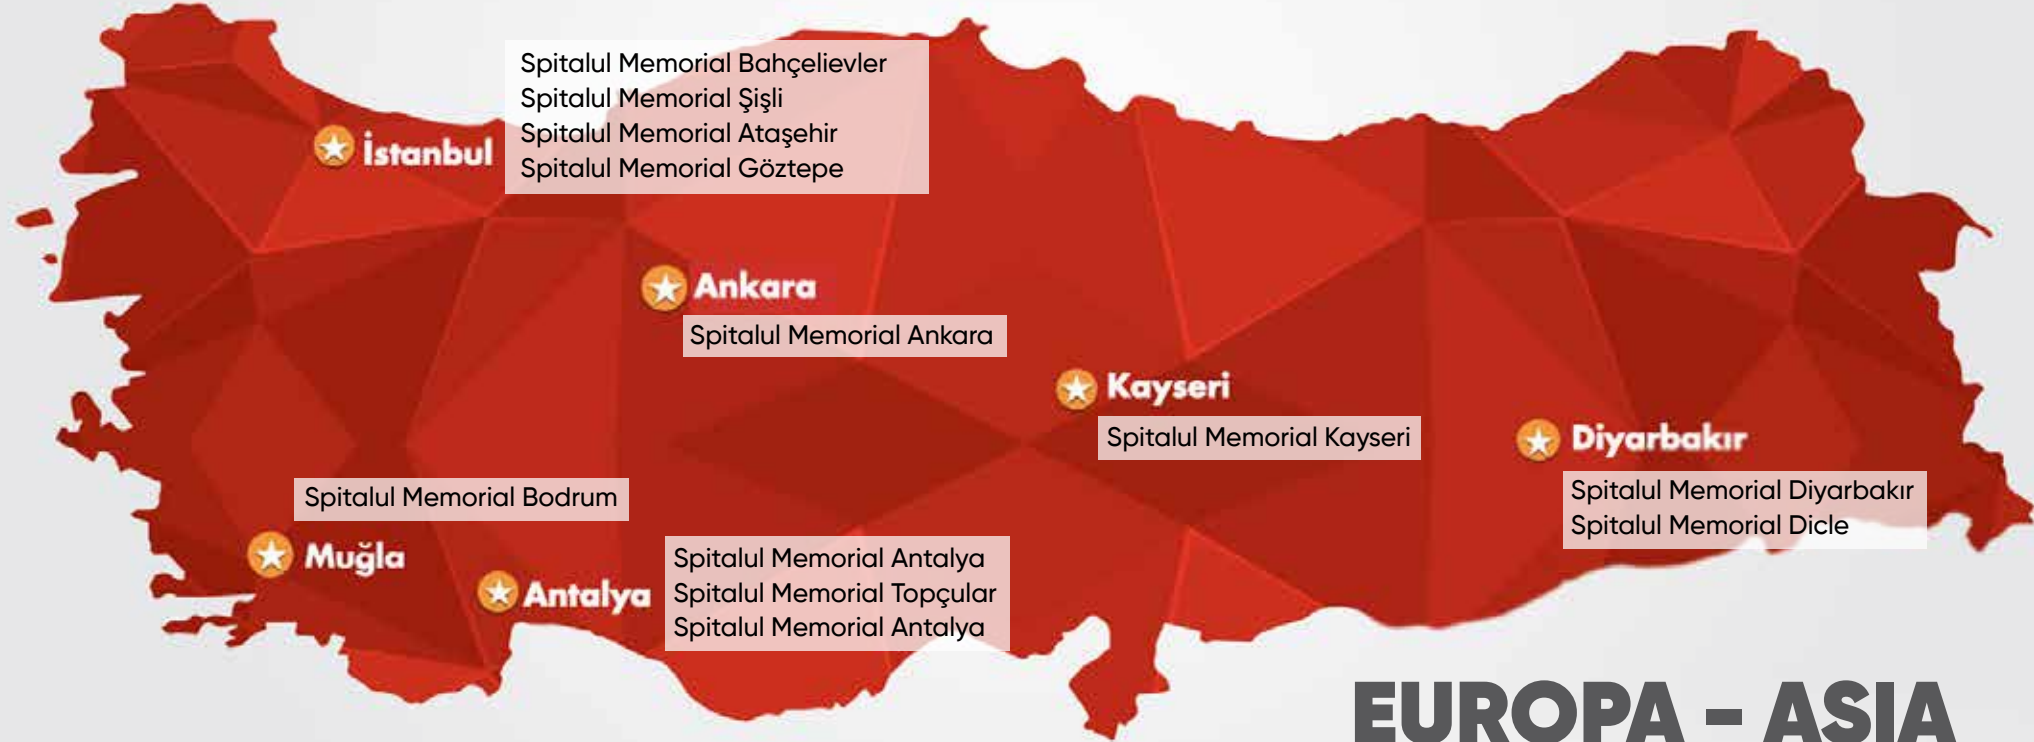 Spitalul Memorial Bahçelievler
Spitalul Memorial Şişli
Spitalul Memorial Ataşehir
Spitalul Memorial Göztepe
İstanbul
Ankara
Spitalul Memorial Ankara
Kayseri
Spitalul Memorial Kayseri
Diyarbakır
Spitalul Memorial Diyarbakır
Spitalul Memorial Dicle
Spitalul Memorial Bodrum
Muğla
Antalya
Spitalul Memorial Antalya
Spitalul Memorial Topçular
Spitalul Memorial Antalya
EUROPA - ASIA